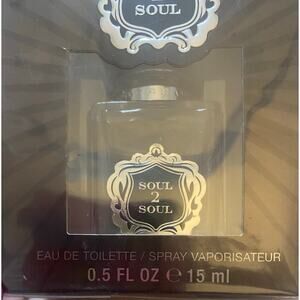 SOUL
SOUL
2
SOUL
EAU DE TOILETTE / SPRAY VAPORISATEUR
0.5 FL OZ ℮ 15 ml